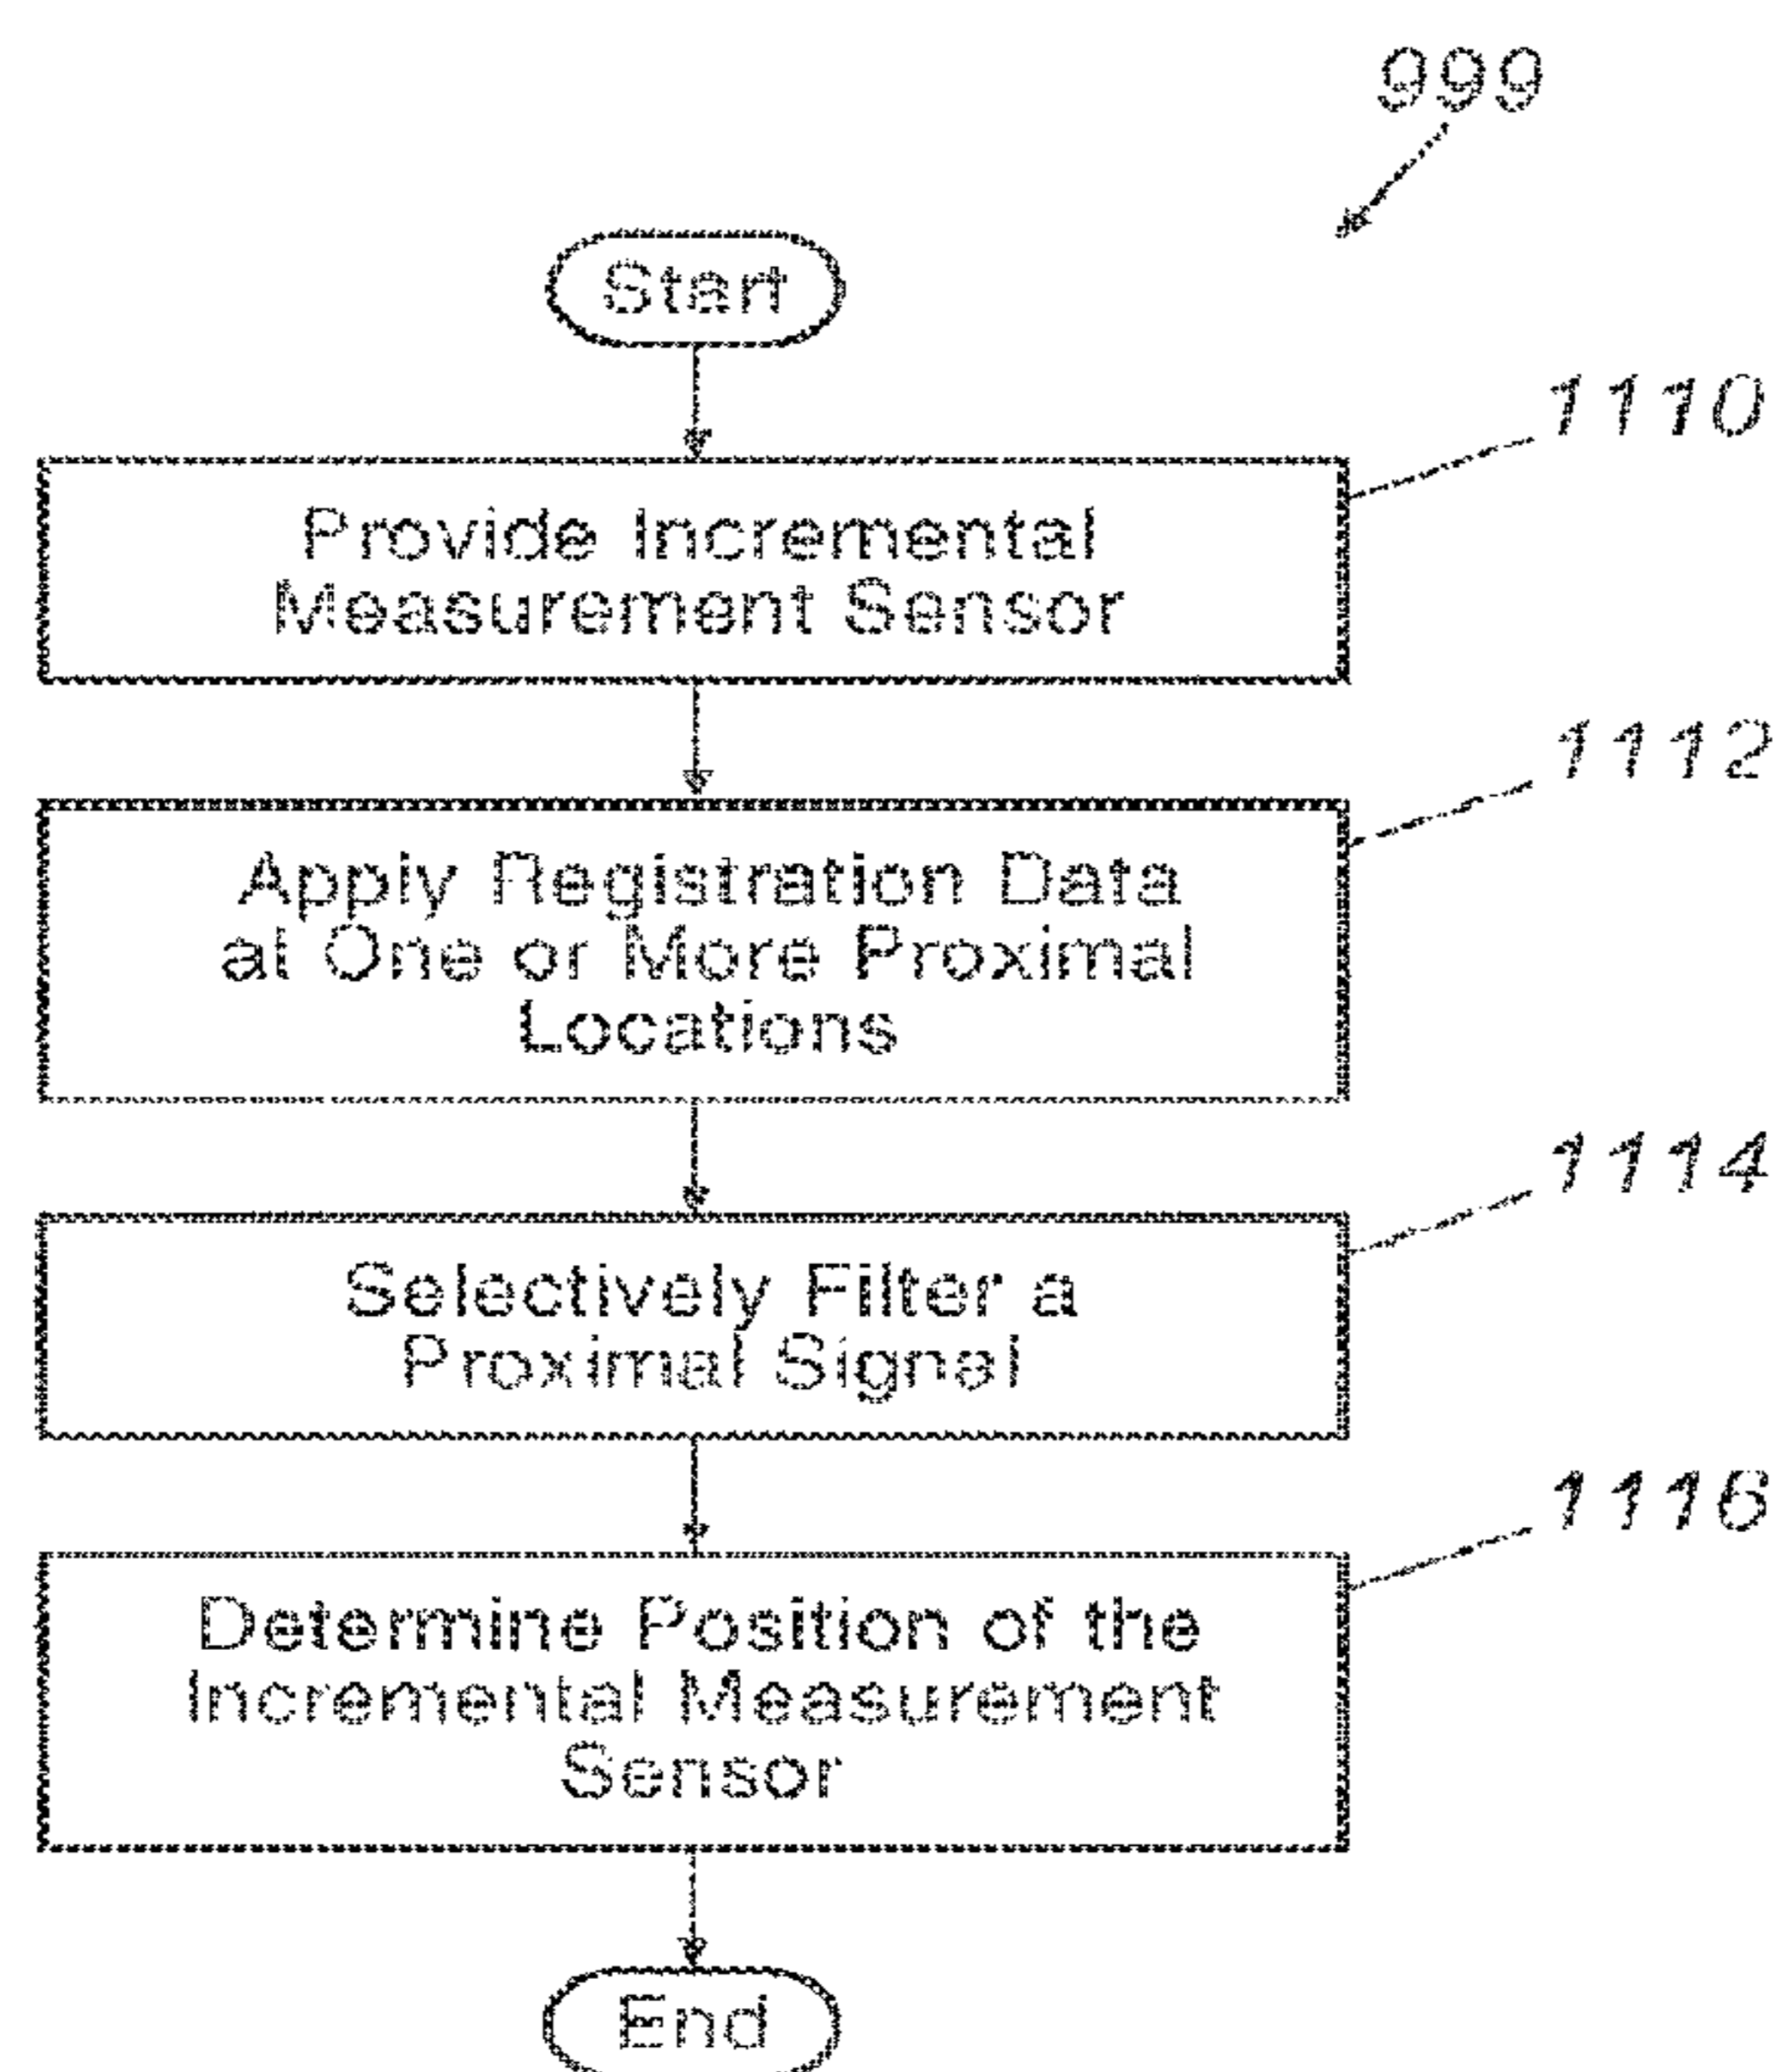 999
Start
1110
Provide Incremental
Measurement Sensor
1112
Apply Registration Data
at One or More Proximal
Locations
1114
Selectively Filter a
Proximal Signal
1116
Determine Position of the
Incremental Measurement
Sensor
End